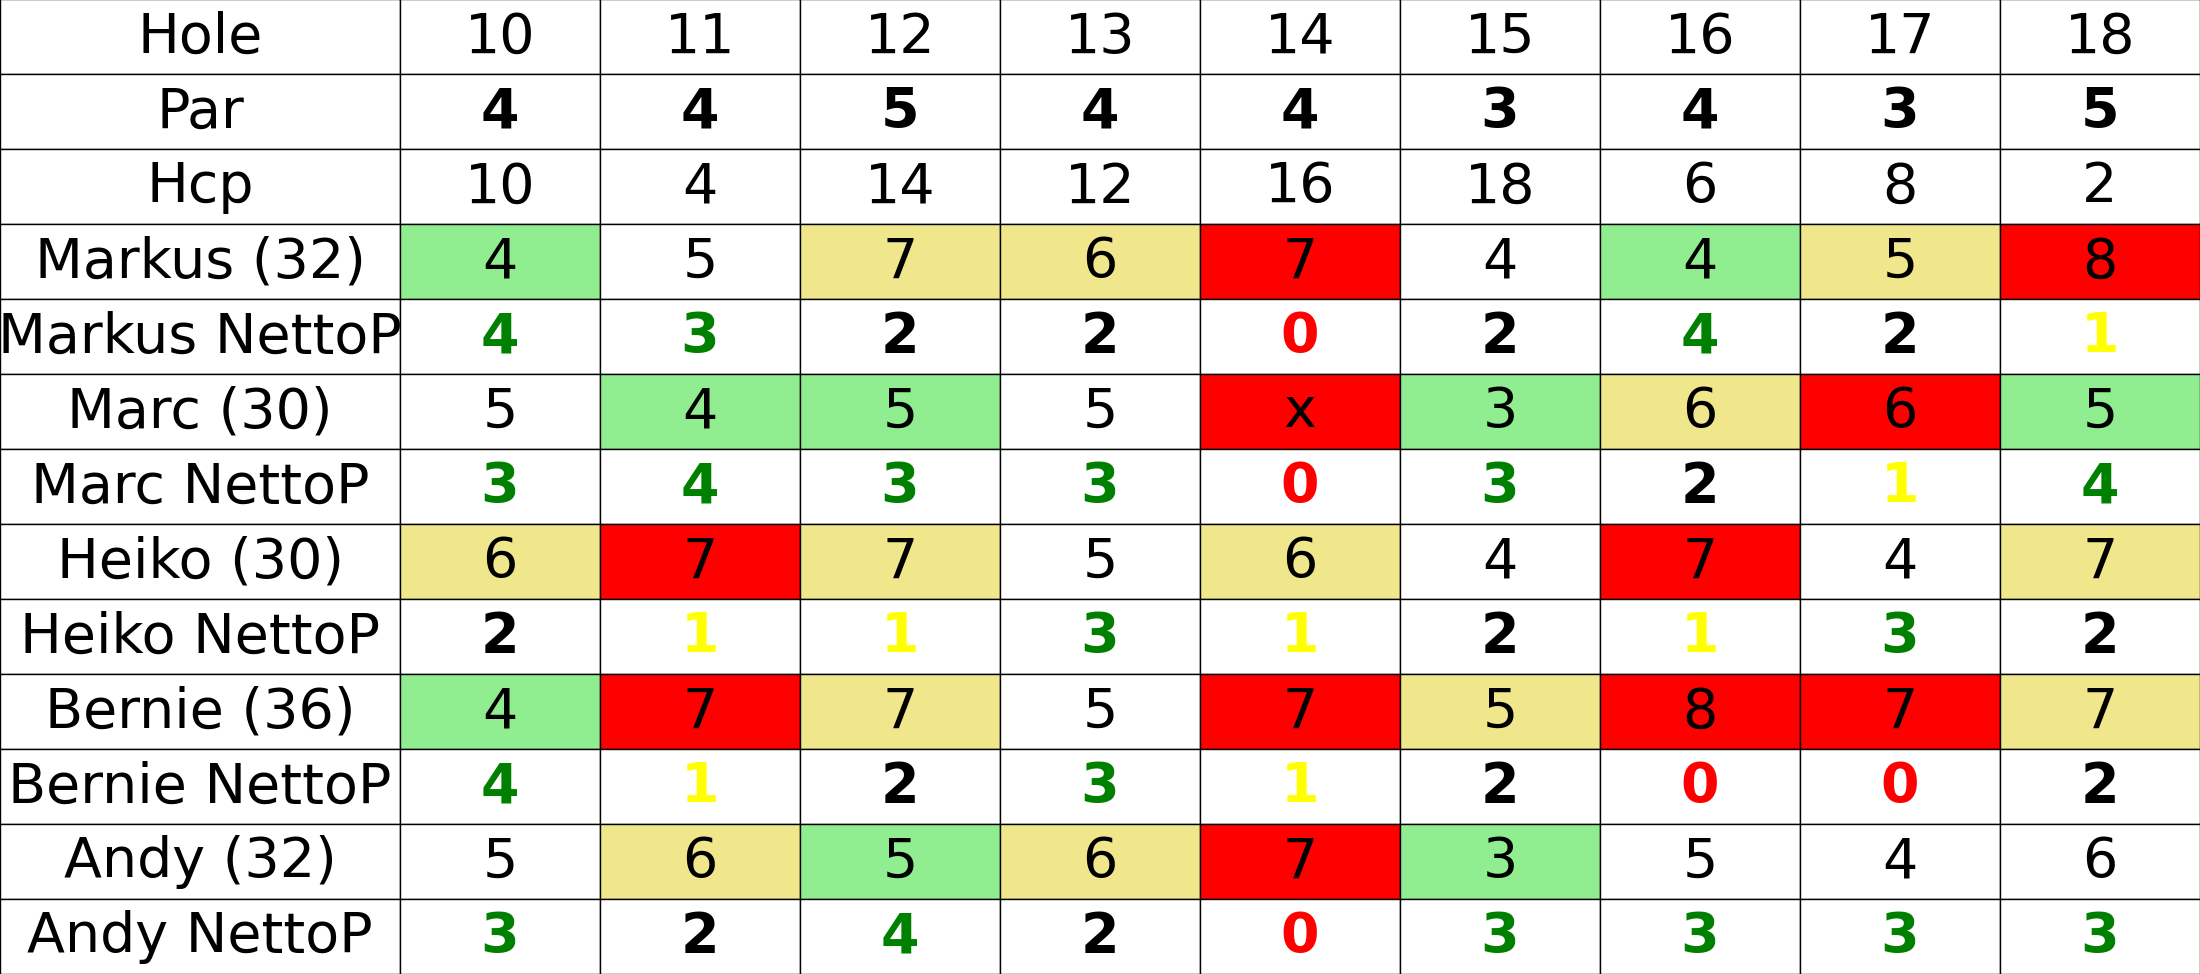 Hole 10 11 12 13 14 15 16 17 18
Par 4 4 5 4 4 3 4 3 5
Hcp 10 4 14 12 16 18 6 8 2
Markus (32) 4 5 7 6 7 4 4 5 8
Markus NettoP 4 3 2 2 0 2 4 2 1
Marc (30) 5 4 5 5 x 3 6 6 5
Marc NettoP 3 4 3 3 0 3 2 1 4
Heiko (30) 6 7 7 5 6 4 7 4 7
Heiko NettoP 2 1 1 3 1 2 1 3 2
Bernie (36) 4 7 7 5 7 5 8 7 7
Bernie NettoP 4 1 2 3 1 2 0 0 2
Andy (32) 5 6 5 6 7 3 5 4 6
Andy NettoP 3 2 4 2 0 3 3 3 3